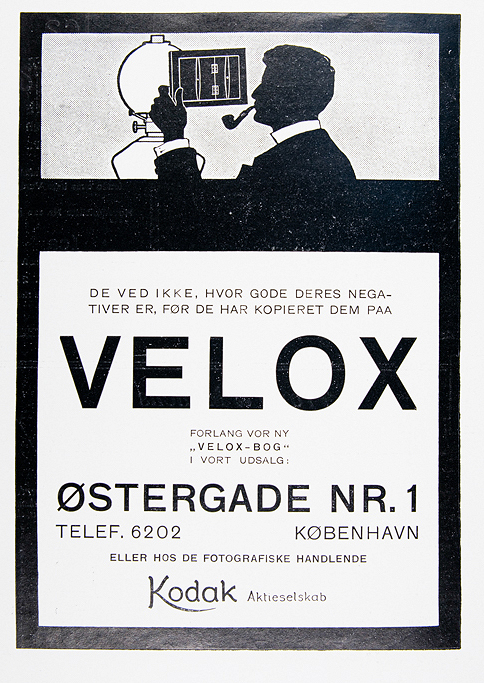 DE VED IKKE, HVOR GODE DERES NEGA-
TIVER ER, FØR DE HAR KOPIERET DEM PAA
VELOX
FORLANG VOR NY
„VELOX-BOG“
I VORT UDSALG:
ØSTERGADE NR. 1
TELEF. 6202 KØBENHAVN
ELLER HOS DE FOTOGRAFISKE HANDLENDE
Kodak Aktieselskab